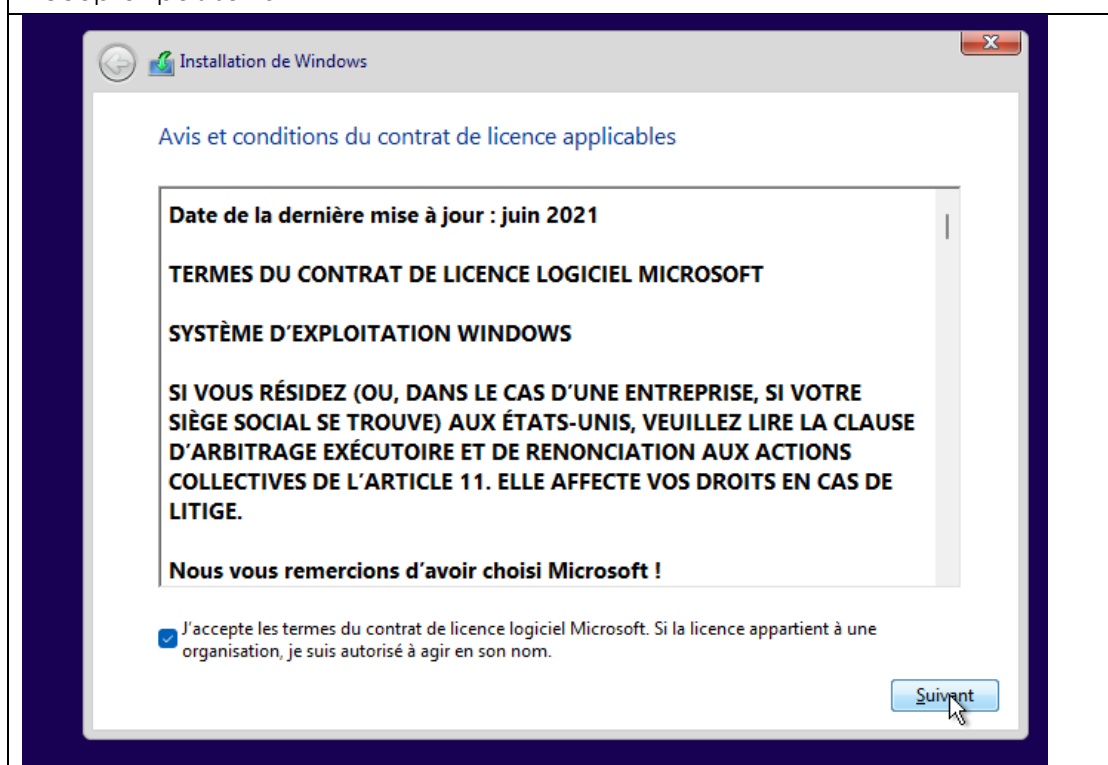 Installation de Windows
Avis et conditions du contrat de licence applicables
Date de la dernière mise à jour : juin 2021
TERMES DU CONTRAT DE LICENCE LOGICIEL MICROSOFT
SYSTÈME D’EXPLOITATION WINDOWS
SI VOUS RÉSIDEZ (OU, DANS LE CAS D’UNE ENTREPRISE, SI VOTRE
SIÈGE SOCIAL SE TROUVE) AUX ÉTATS-UNIS, VEUILLEZ LIRE LA CLAUSE
D’ARBITRAGE EXÉCUTOIRE ET DE RENONCIATION AUX ACTIONS
COLLECTIVES DE L’ARTICLE 11. ELLE AFFECTE VOS DROITS EN CAS DE
LITIGE.
Nous vous remercions d’avoir choisi Microsoft !
J’accepte les termes du contrat de licence logiciel Microsoft. Si la licence appartient à une
organisation, je suis autorisé à agir en son nom.
Suivant